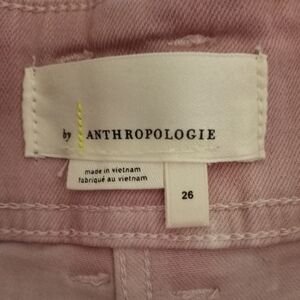 by ANTHROPOLOGIE
made in vietnam
fabriqué au vietnam
26